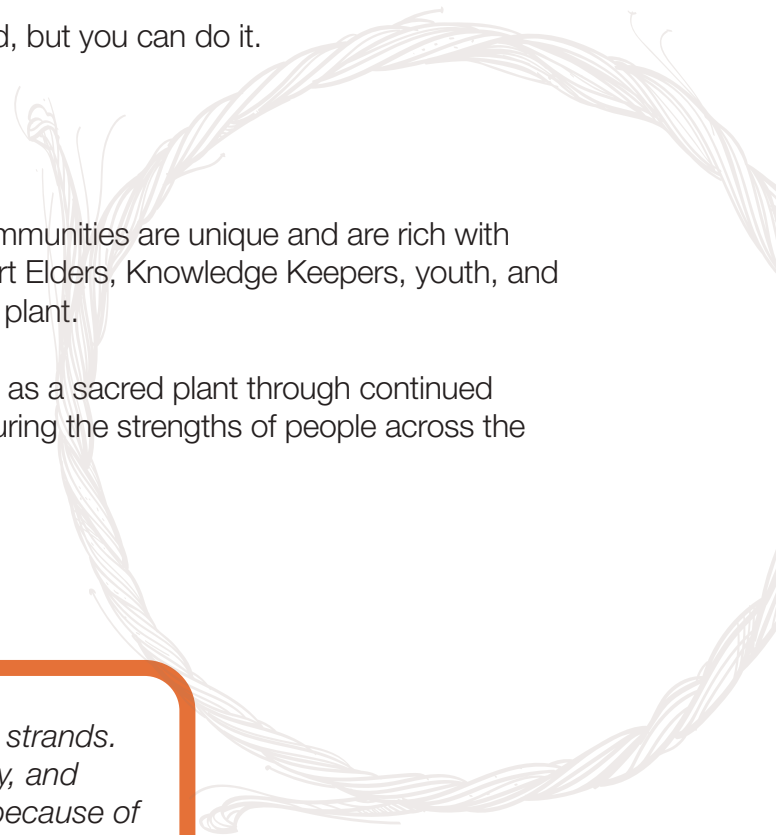 , but you can do it.
mmunities are unique and are rich with
rt Elders, Knowledge Keepers, youth, and
plant.
as a sacred plant through continued
uring the strengths of people across the
strands.
y, and
because of